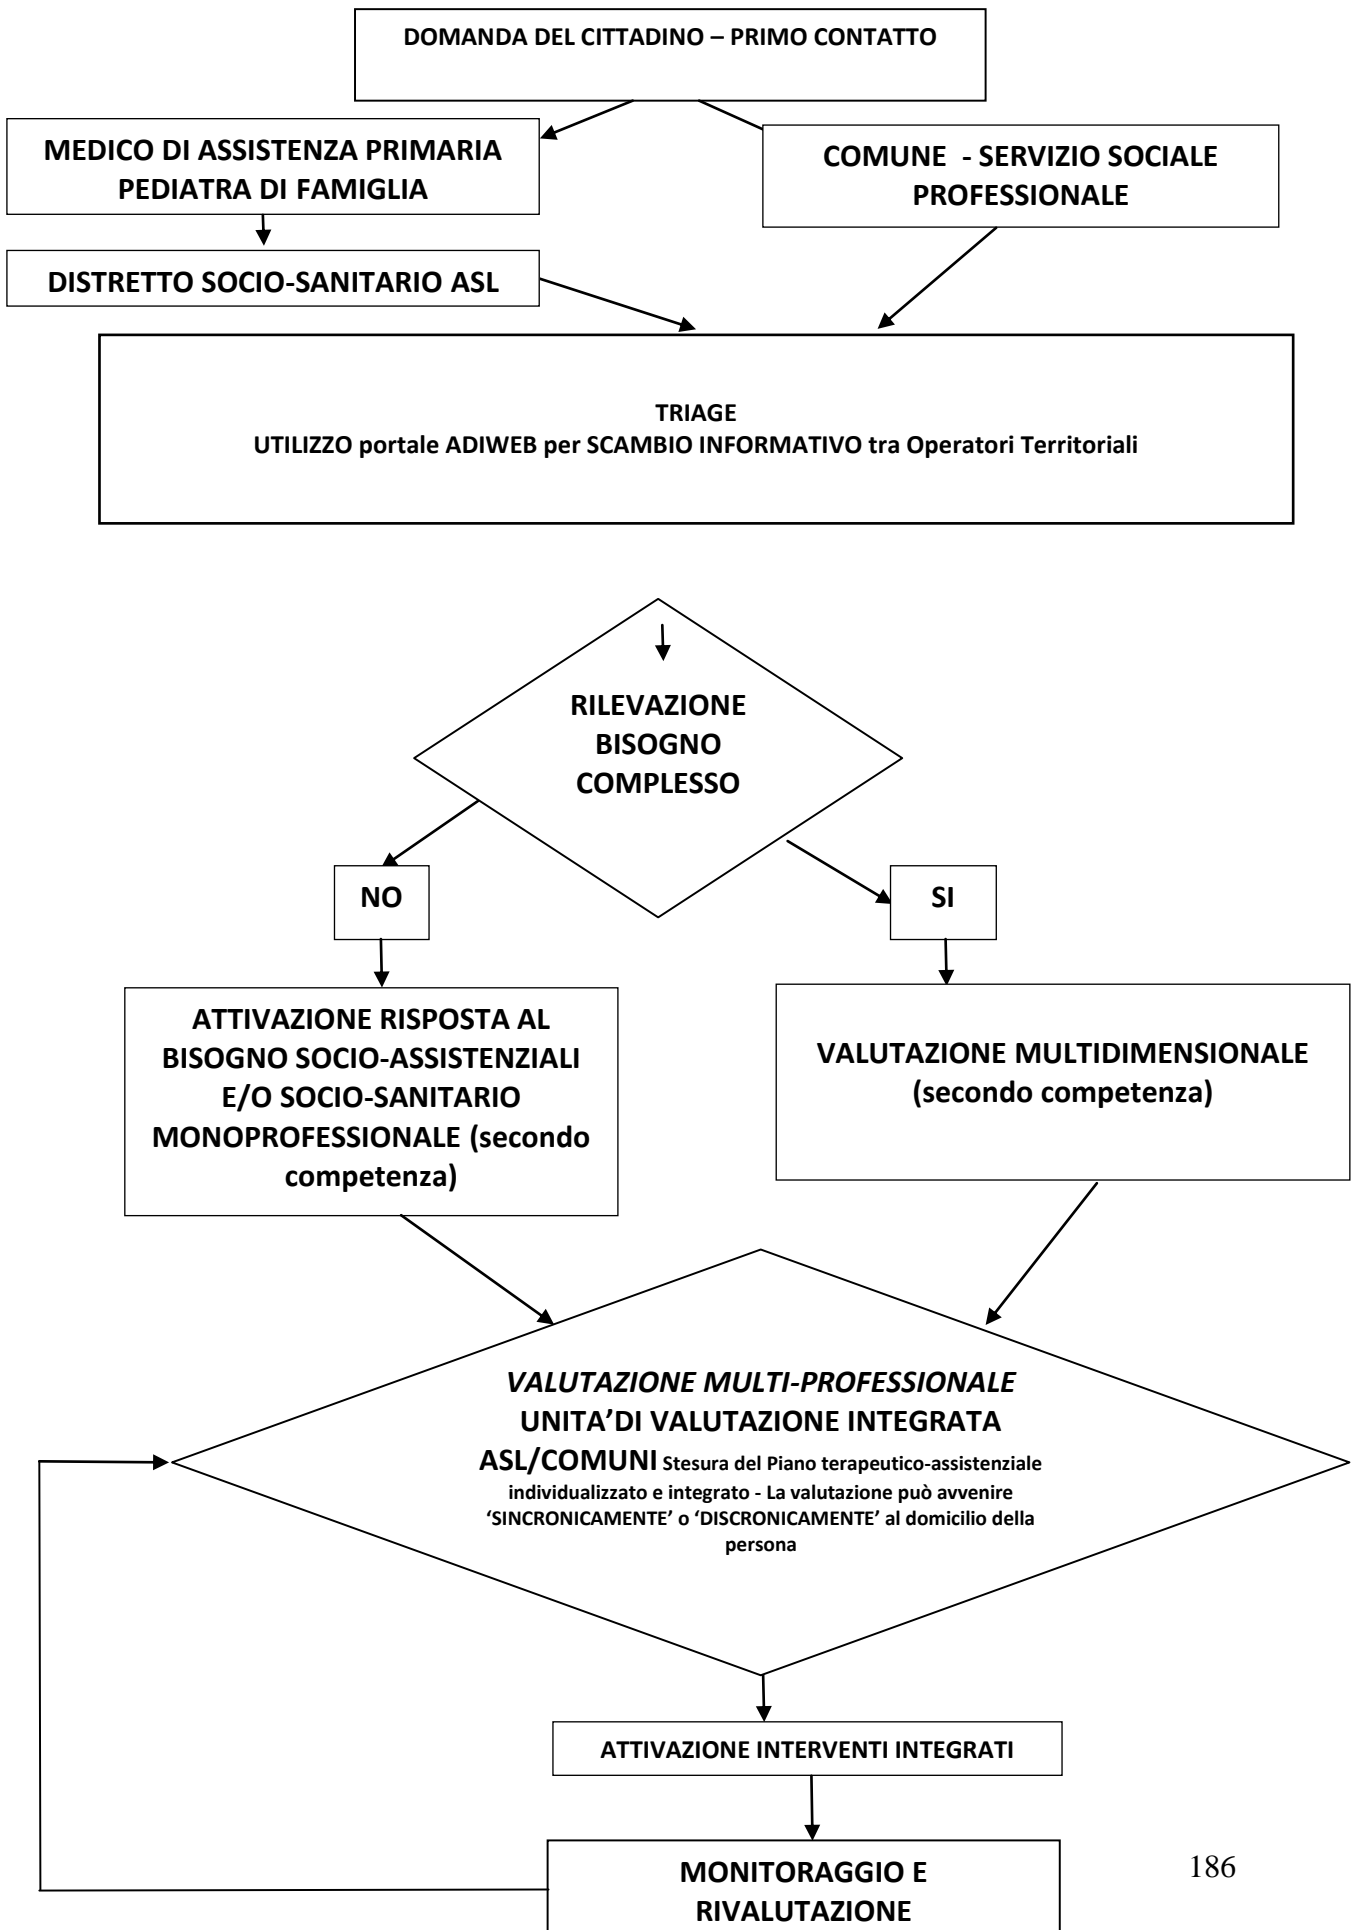 DOMANDA DEL CITTADINO – PRIMO CONTATTO
MEDICO DI ASSISTENZA PRIMARIA
PEDIATRA DI FAMIGLIA
COMUNE - SERVIZIO SOCIALE
PROFESSIONALE
DISTRETTO SOCIO-SANITARIO ASL
TRIAGE
UTILIZZO portale ADIWEB per SCAMBIO INFORMATIVO tra Operatori Territoriali
RILEVAZIONE
BISOGNO
COMPLESSO
NO
SI
ATTIVAZIONE RISPOSTA AL
BISOGNO SOCIO-ASSISTENZIALI
E/O SOCIO-SANITARIO
MONOPROFESSIONALE (secondo
competenza)
VALUTAZIONE MULTIDIMENSIONALE
(secondo competenza)
VALUTAZIONE MULTI-PROFESSIONALE
UNITA’DI VALUTAZIONE INTEGRATA
ASL/COMUNI Stesura del Piano terapeutico-assistenziale
individualizzato e integrato - La valutazione può avvenire
‘SINCRONICAMENTE’ o ‘DISCRONICAMENTE’ al domicilio della
persona
ATTIVAZIONE INTERVENTI INTEGRATI
MONITORAGGIO E
RIVALUTAZIONE
186